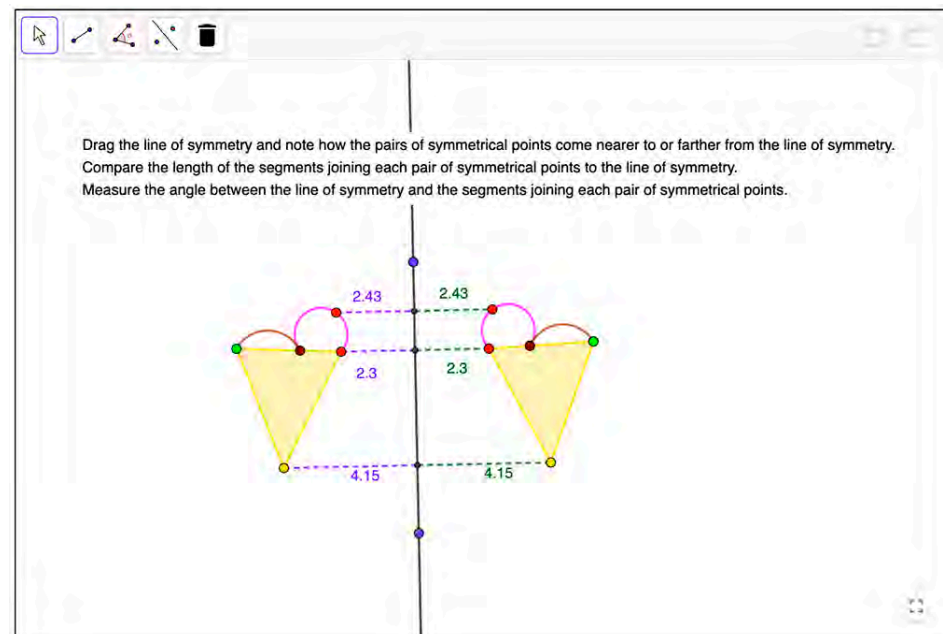 Drag the line of symmetry and note how the pairs of symmetrical points come nearer to or farther from the line of symmetry.
Compare the length of the segments joining each pair of symmetrical points to the line of symmetry.
Measure the angle between the line of symmetry and the segments joining each pair of symmetrical points.
2.43 2.43
2.3 2.3
4.15 4.15